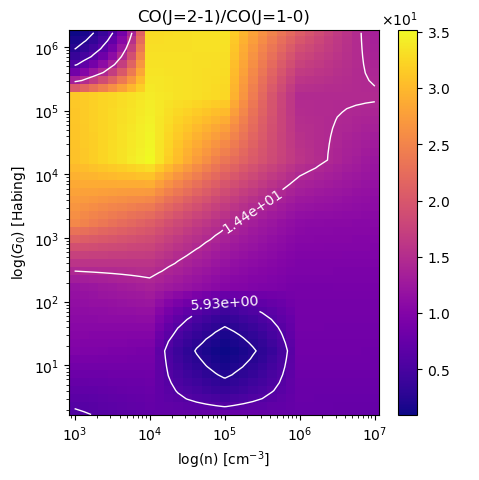 CO(J=2-1)/CO(J=1-0)
×10¹
10⁶
10⁵
10⁴
10³
10²
10¹
log(G₀) [Habing]
1.44e+01
5.93e+00
10³ 10⁴ 10⁵ 10⁶ 10⁷
log(n) [cm⁻³]
3.5
3.0
2.5
2.0
1.5
1.0
0.5